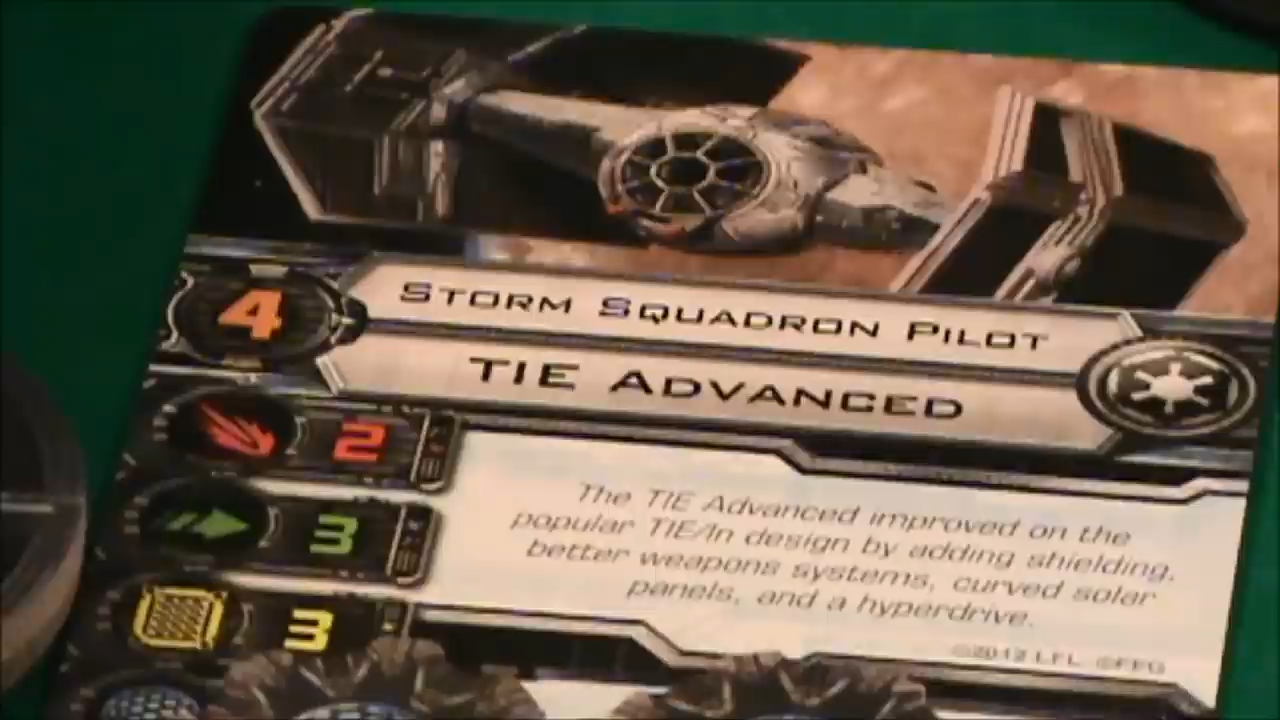 4
STORM SQUADRON PILOT
TIE ADVANCED
2
3
3
The TIE Advanced improved on the
popular TIE/ln design by adding shielding,
better weapons systems, curved solar
panels, and a hyperdrive.
©2012 LFL ©FFG